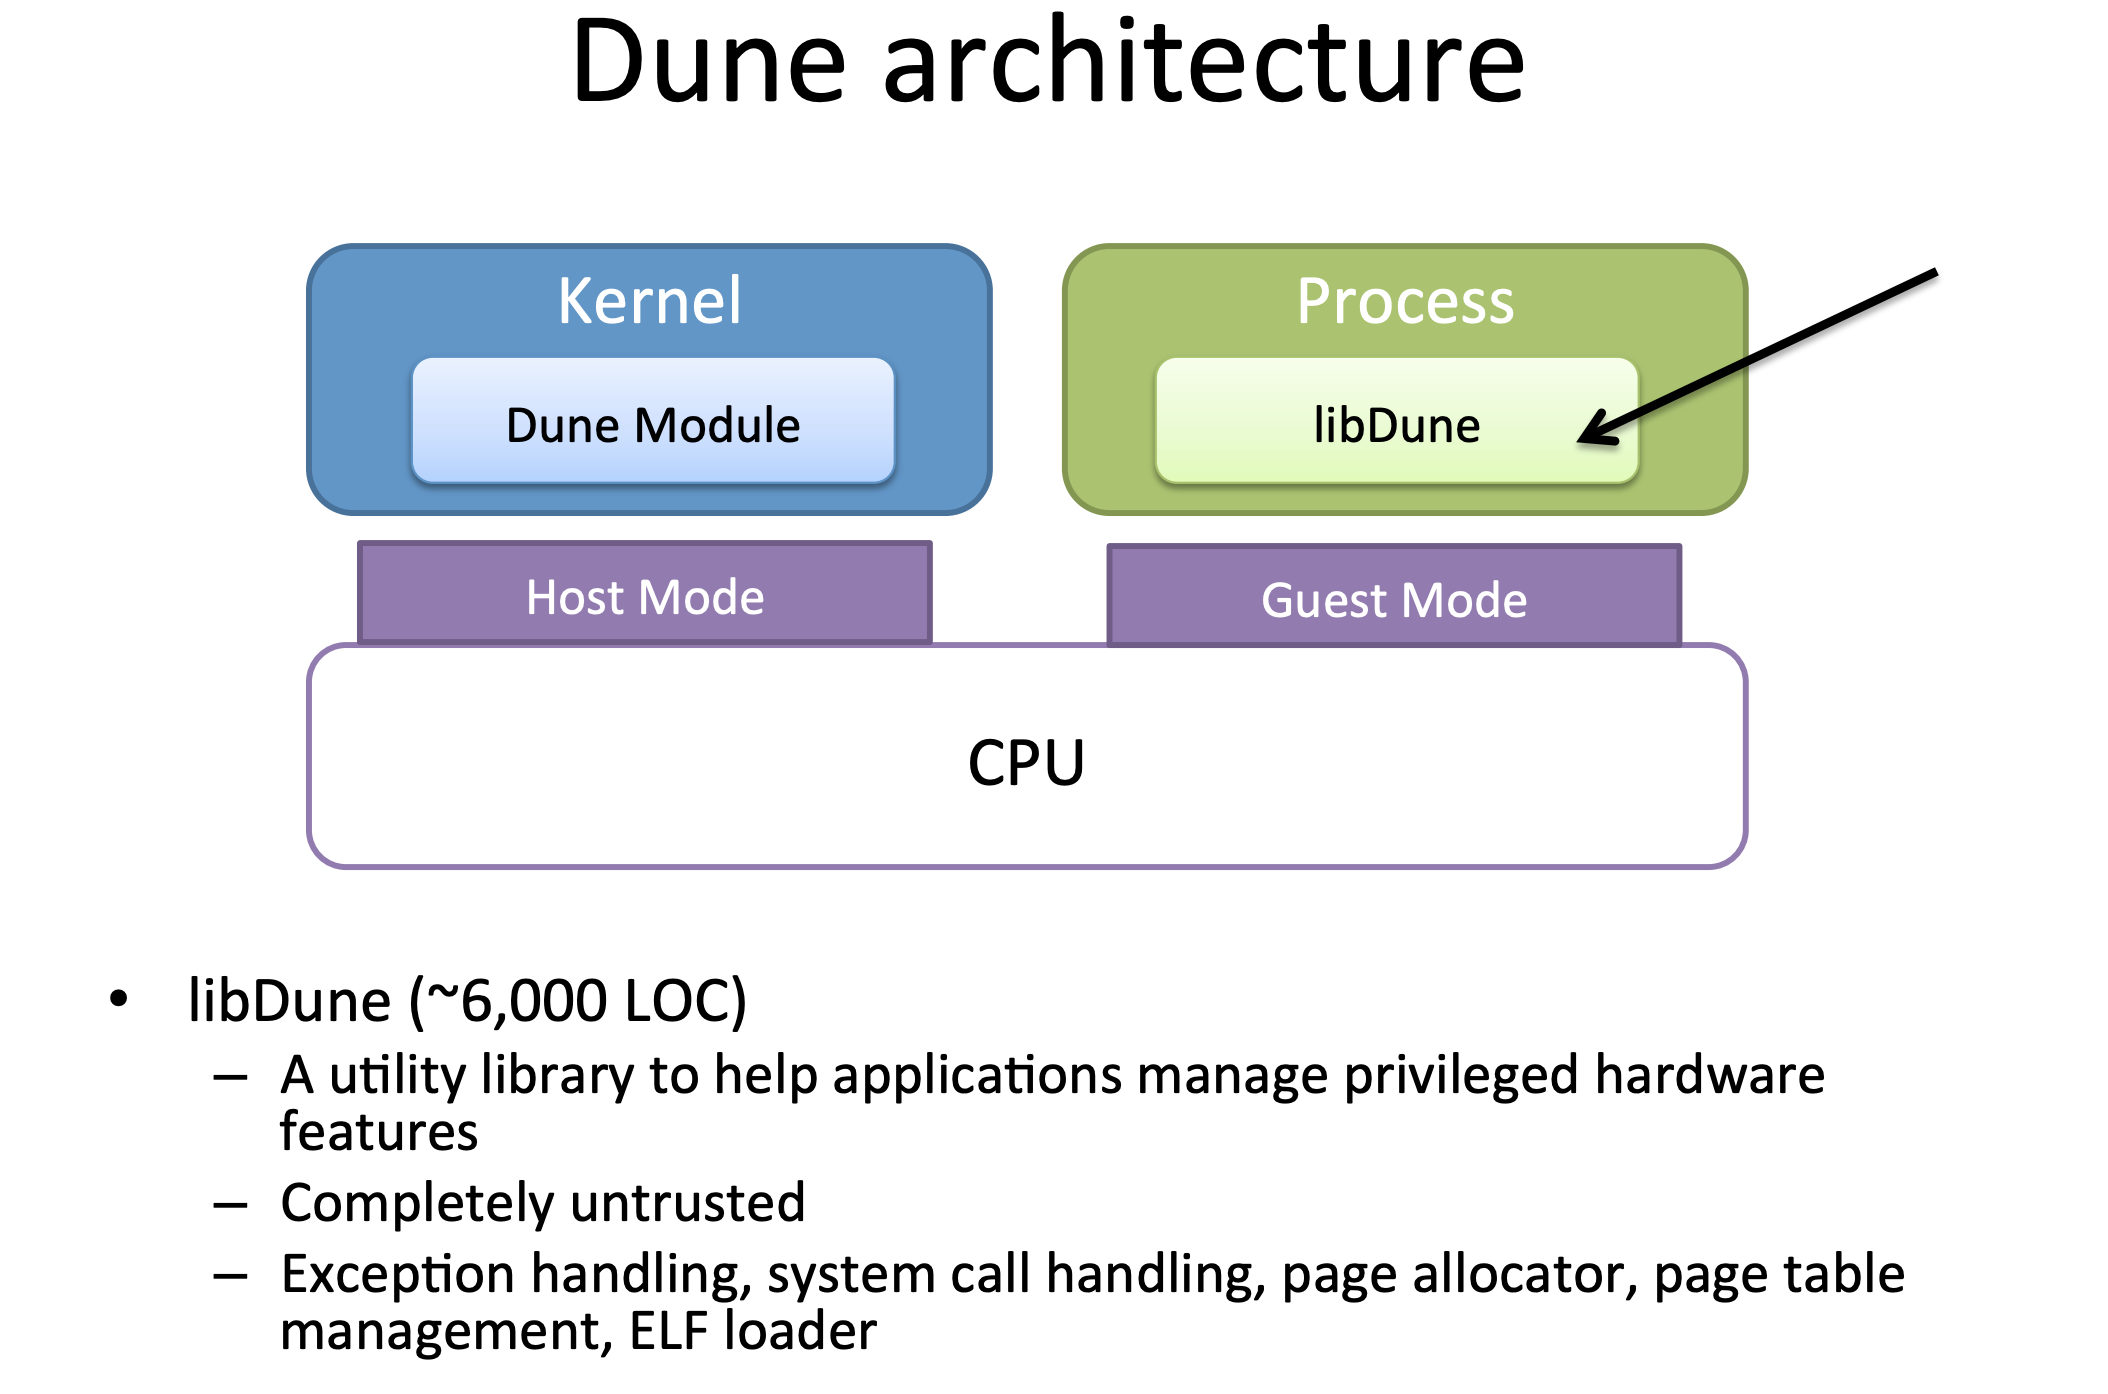 Dune architecture
Kernel
Process
Dune Module
libDune
Host Mode
Guest Mode
CPU
• libDune (~6,000 LOC)
– A utility library to help applications manage privileged hardware
features
– Completely untrusted
– Exception handling, system call handling, page allocator, page table
management, ELF loader